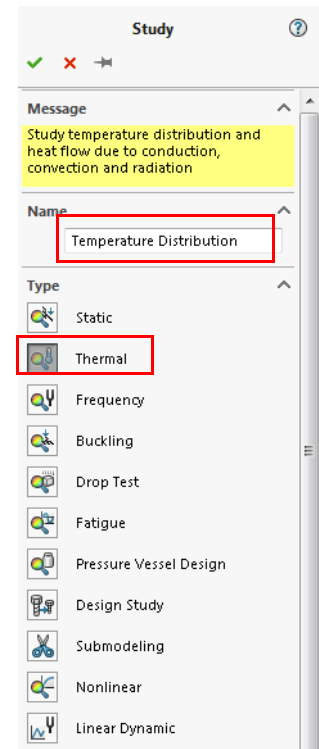 Study
?
Message
Study temperature distribution and
heat flow due to conduction,
convection and radiation
Name
Temperature Distribution
Type
Static
Thermal
Frequency
Buckling
Drop Test
Fatigue
Pressure Vessel Design
Design Study
Submodeling
Nonlinear
Linear Dynamic